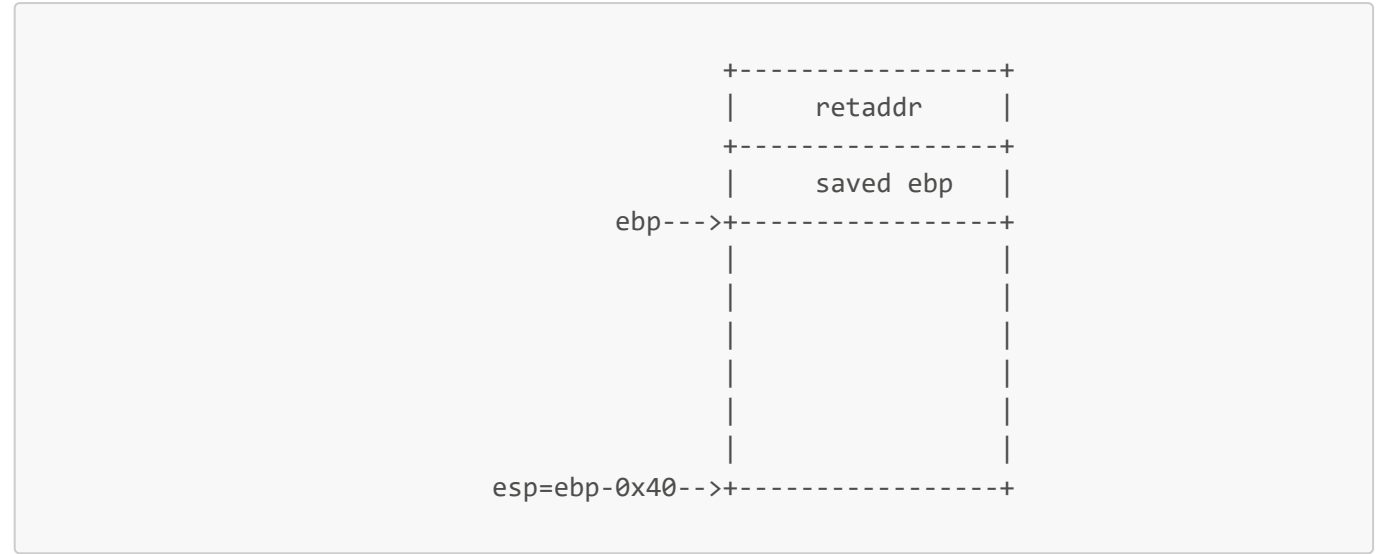 +-----------------+
|     retaddr     |
+-----------------+
|     saved ebp   |
ebp--->+-----------------+
|                 |
|                 |
|                 |
|                 |
|                 |
|                 |
esp=ebp-0x40-->+-----------------+